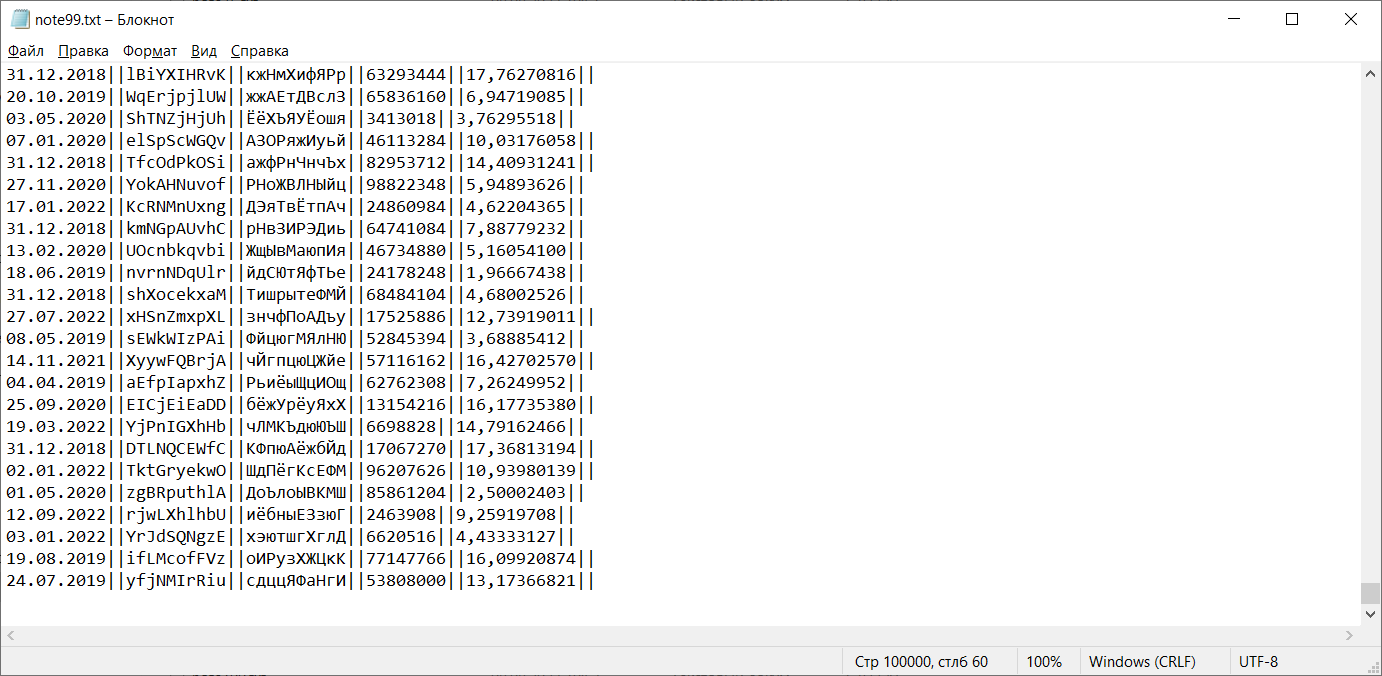 note99.txt – Блокнот
Файл Правка Формат Вид Справка
31.12.2018||lBiYXIHRvK||кжНмХифЯРр||63293444||17,76270816||
20.10.2019||WqErjpjlUW||жжАЕтДВслЗ||65836160||6,94719085||
03.05.2020||ShTNZjHjUh||ЁёХЪЯУЁошя||3413018||3,76295518||
07.01.2020||elSpScWGQv||АЗОРяжИуьй||46113284||10,03176058||
31.12.2018||TfcOdPkOSi||ажфРнЧнчЪх||82953712||14,40931241||
27.11.2020||YokAHNuvof||РНоЖВЛНЫйц||98822348||5,94893626||
17.01.2022||KcRNMnUxng||ДЭяТвЁтпАч||24860984||4,62204365||
31.12.2018||kmNGpAUvhC||рНвЗИРЭДиь||64741084||7,88779232||
13.02.2020||UOcnbkqvbi||ЖщЫвМаюпИя||46734880||5,16054100||
18.06.2019||nvrnNDqUlr||йдСЮтЯфТЬе||24178248||1,96667438||
31.12.2018||shXocekxaM||ТишрытеФМЙ||68484104||4,68002526||
27.07.2022||xHSnZmxpXL||знчфПоАДъу||17525886||12,73919011||
08.05.2019||sEWkWIzPAi||ФйцюгМЯлНЮ||52845394||3,68885412||
14.11.2021||XyywFQBrjA||чЙгпцюЦЖйе||57116162||16,42702570||
04.04.2019||aEfpIapxhZ||РьиёыЩцИОщ||62762308||7,26249952||
25.09.2020||EICjEiEaDD||бёжУрёуЯхХ||13154216||16,17735380||
19.03.2022||YjPnIGXhHb||чЛМКЪдюЮЪШ||6698828||14,79162466||
31.12.2018||DTLNQCEWfC||КФпюАёжбЙд||17067270||17,36813194||
02.01.2022||TktGryekwO||ШдПёгКсЕФМ||96207626||10,93980139||
01.05.2020||zgBRputhlA||ДоЪлоЫВКМШ||85861204||2,50002403||
12.09.2022||rjwLXhlhbU||иёбныЕЗзюГ||2463908||9,25919708||
03.01.2022||YrJdSQNgzE||хэютшгХглД||6620516||4,43333127||
19.08.2019||ifLMcofFVz||оИРузХЖЦкК||77147766||16,09920874||
24.07.2019||yfjNMIrRiu||сдццЯФаНгИ||53808000||13,17366821||
Стр 100000, стлб 60 100% Windows (CRLF) UTF-8